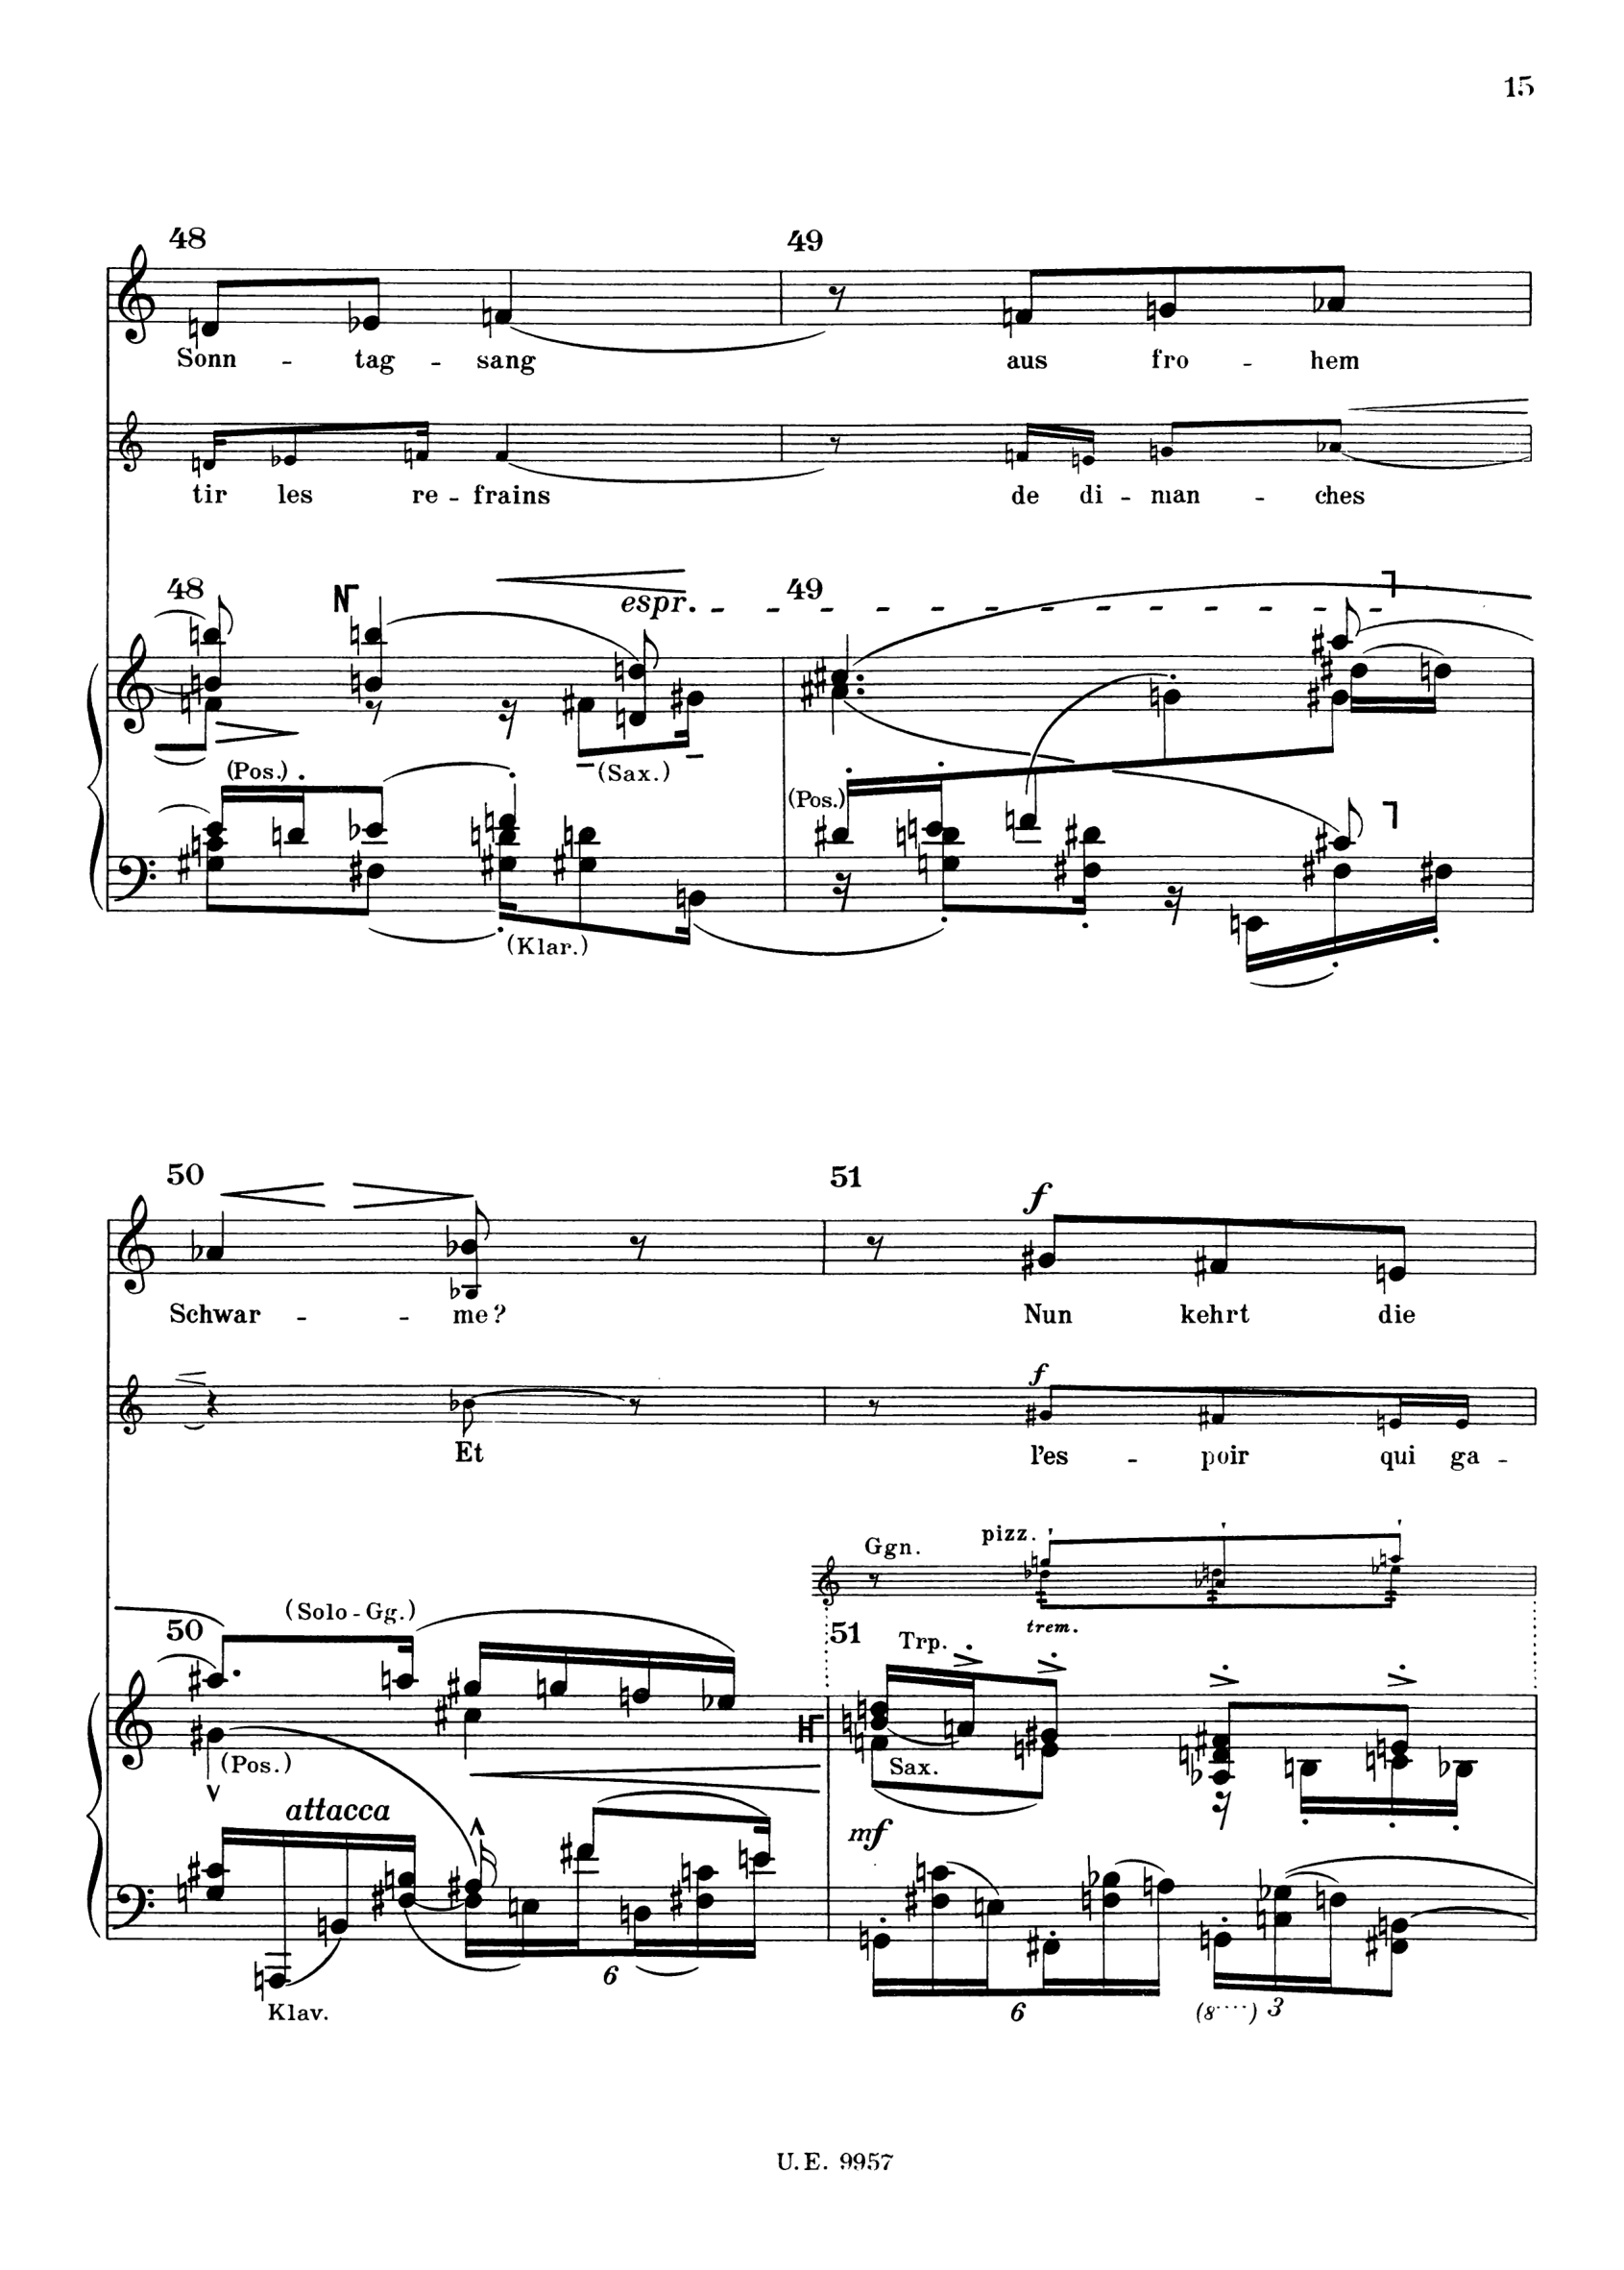 15
48 49
Sonn - tag - sang aus fro - hem
tir les re - frains de di - man - ches
48 N espr. 49
(Pos.) (Sax.) (Pos.)
(Klar.)
50 51
f
Schwar - - me? Nun kehrt die
f
Et l'es - poir qui ga -
Ggn. pizz.
(Solo - Gg.) trem.
50 51 Trp.
H
(Pos.) Sax.
attacca mf
6
Klav. 6 (8····) 3
U. E. 9957